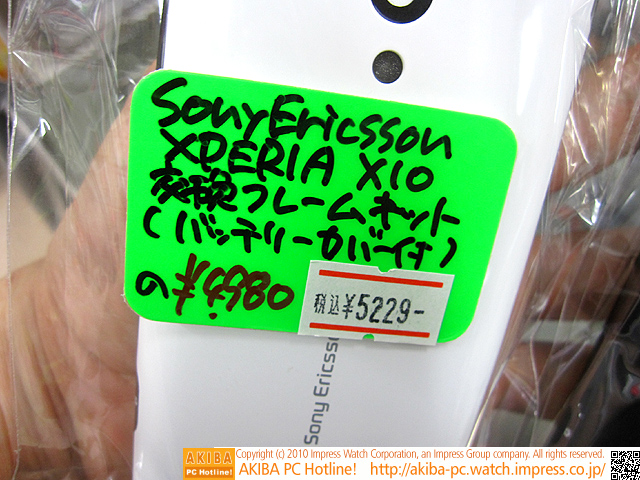 SonyEricsson
XPERIA X10
交換フレームキット
(バッテリーカバー付)
の ¥4980
税込¥5229-
Sony Ericsson
AKIBA
PC Hotline!
Copyright (c) 2010 Impress Watch Corporation, an Impress Group company. All rights reserved.
AKIBA PC Hotline! http://akiba-pc.watch.impress.co.jp/